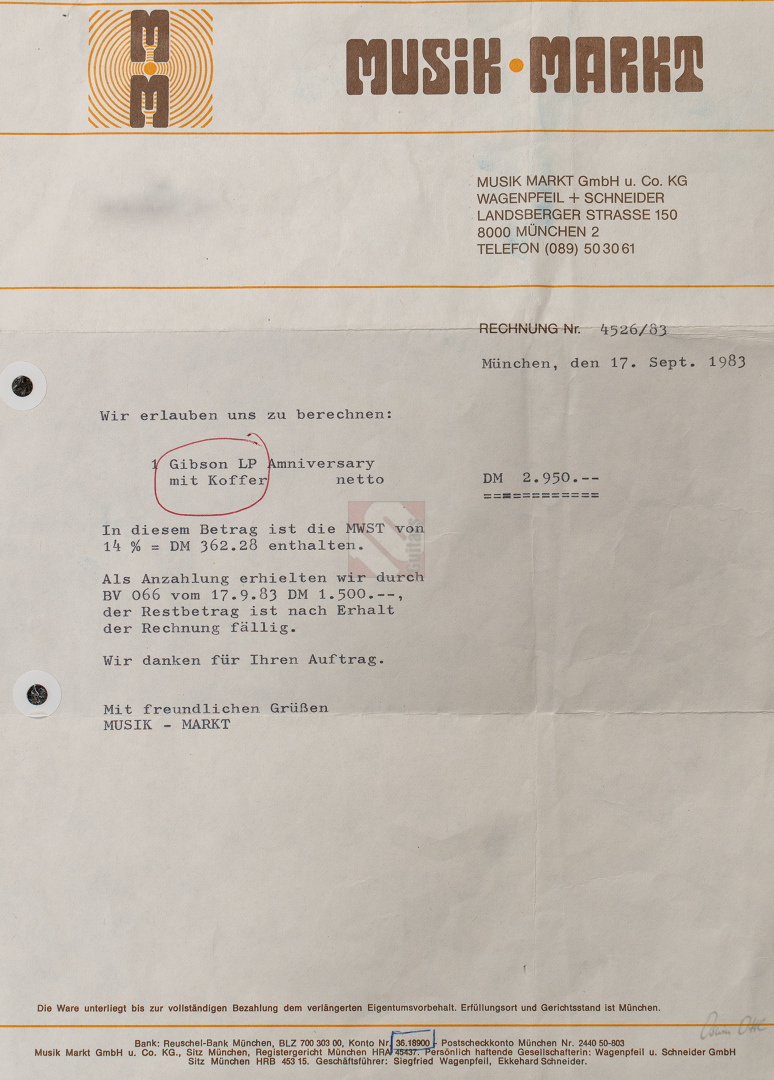 M
M
MUSIK • MARKT
MUSIK MARKT GmbH u. Co. KG
WAGENPFEIL + SCHNEIDER
LANDSBERGER STRASSE 150
8000 MÜNCHEN 2
TELEFON (089) 50 30 61
RECHNUNG Nr. 4526/83
München, den 17. Sept. 1983
Wir erlauben uns zu berechnen:
1 Gibson LP Amniversary
mit Koffer netto DM 2.950.--
============
In diesem Betrag ist die MWST von
14 % = DM 362.28 enthalten.
Als Anzahlung erhielten wir durch
BV 066 vom 17.9.83 DM 1.500.--,
der Restbetrag ist nach Erhalt
der Rechnung fällig.
Wir danken für Ihren Auftrag.
Mit freundlichen Grüßen
MUSIK - MARKT
Guitars
Die Ware unterliegt bis zur vollständigen Bezahlung dem verlängerten Eigentumsvorbehalt. Erfüllungsort und Gerichtsstand ist München.
Bank: Reuschel-Bank München, BLZ 700 303 00, Konto Nr. 36.18900 - Postscheckkonto München Nr. 2440 50-803
Musik Markt GmbH u. Co. KG., Sitz München, Registergericht München HRA 45437. Persönlich haftende Gesellschafterin: Wagenpfeil u. Schneider GmbH
Sitz München HRB 453 15. Geschäftsführer: Siegfried Wagenpfeil, Ekkehard Schneider.